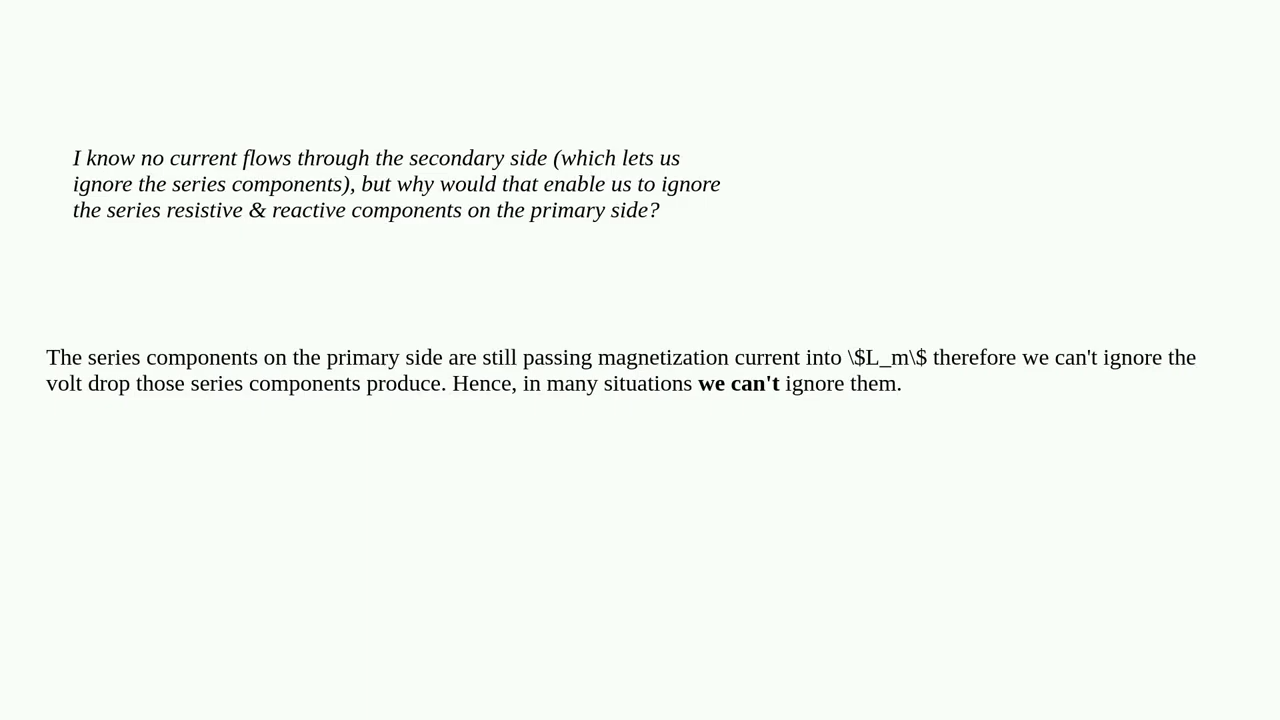 I know no current flows through the secondary side (which lets us
ignore the series components), but why would that enable us to ignore
the series resistive & reactive components on the primary side?
The series components on the primary side are still passing magnetization current into \$L_m\$ therefore we can't ignore the
volt drop those series components produce. Hence, in many situations we can't ignore them.